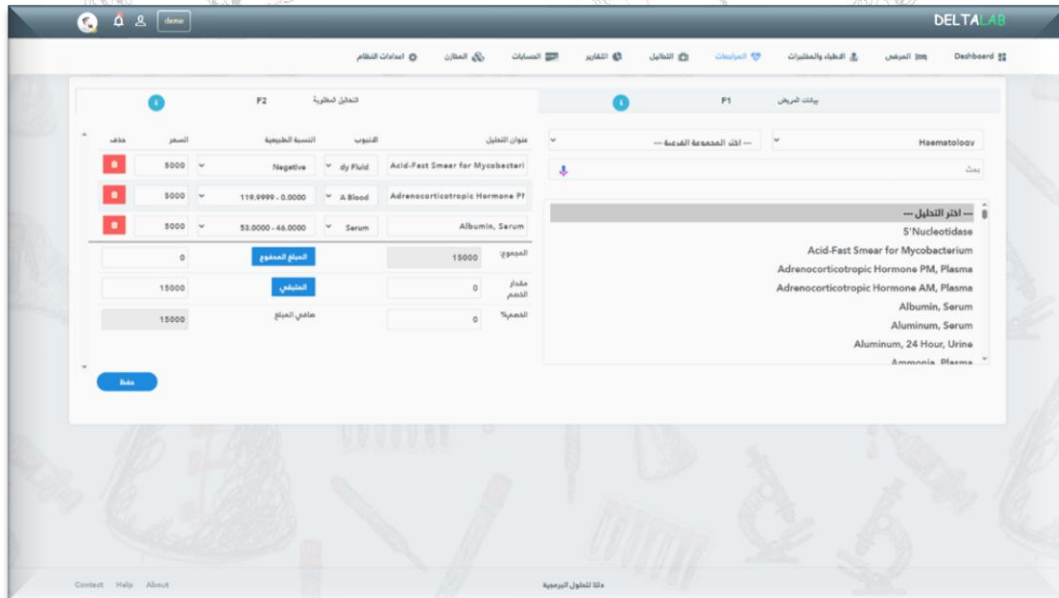 DELTALAB
demo
Dashboard
المرضى
الاطباء والمختبرات
المراجعات
التحاليل
التقارير
الحسابات
المخازن
اعدادات النظام
بيانات المريض F1
التحاليل المطلوبة F2
Haematology
--- اختر المجموعة الفرعية ---
بحث
--- اختر التحليل ---
5'Nucleotidase
Acid-Fast Smear for Mycobacterium
Adrenocorticotropic Hormone PM, Plasma
Adrenocorticotropic Hormone AM, Plasma
Albumin, Serum
Aluminum, Serum
Aluminum, 24 Hour, Urine
Ammonia, Plasma
عنوان التحليل الانبوب النسبة الطبيعية السعر حذف
Acid-Fast Smear for Mycobacteri dy Fluid Negative 5000
Adrenocorticotropic Hormone PM A Blood 119.9999 - 0.0000 5000
Albumin, Serum Serum 53.0000 - 46.0000 5000
المجموع: 15000 المبلغ المدفوع 0
مقدار الخصم 0 المتبقي 15000
الخصم% 0 صافي المبلغ 15000
حفظ
دلتا للحلول البرمجية
Contact Help About